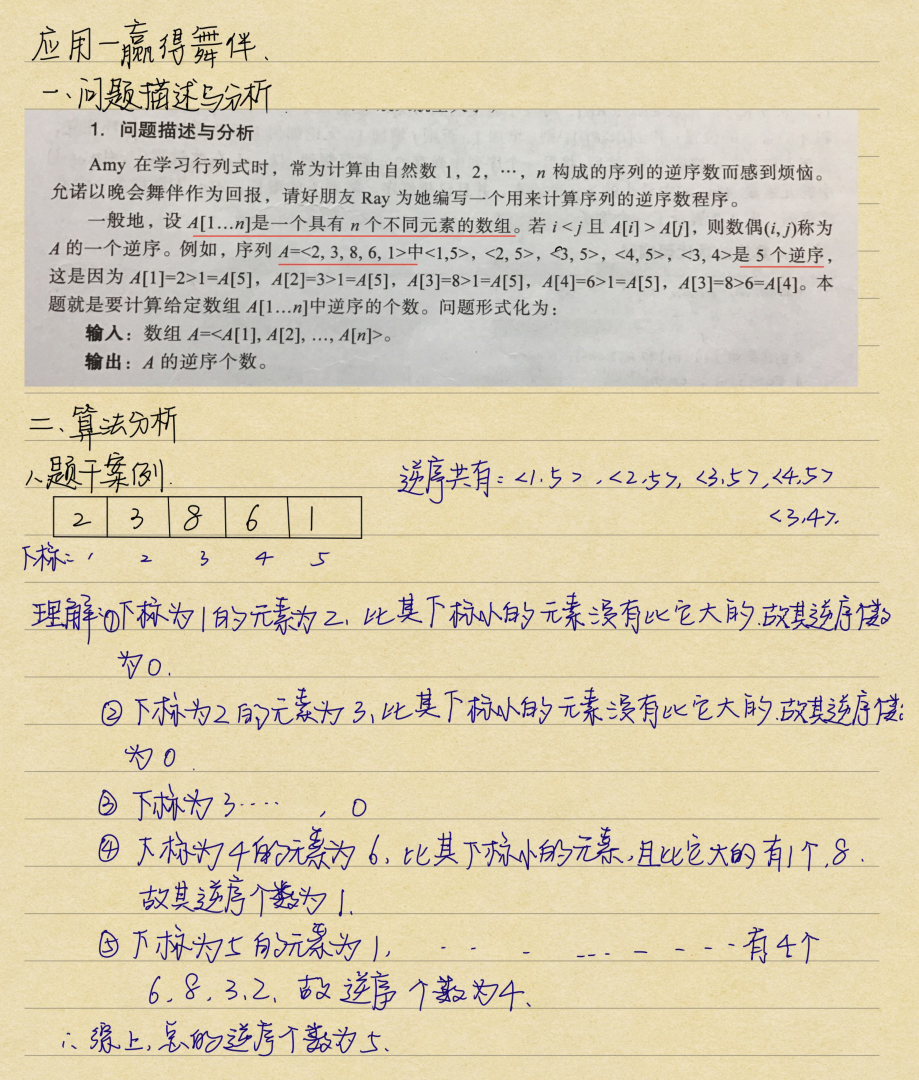 应用一赢得舞伴、
一、问题描述与分析
1. 问题描述与分析
Amy 在学习行列式时，常为计算由自然数 1，2，…，n 构成的序列的逆序数而感到烦恼。
允诺以晚会舞伴作为回报，请好朋友 Ray 为她编写一个用来计算序列的逆序数程序。
一般地，设 A[1…n]是一个具有 n 个不同元素的数组。若 i < j 且 A[i] > A[j]，则数偶(i, j)称为
A 的一个逆序。例如，序列 A=<2, 3, 8, 6, 1>中<1,5>，<2, 5>，<3, 5>，<4, 5>，<3, 4>是 5 个逆序，
这是因为 A[1]=2>1=A[5]，A[2]=3>1=A[5]，A[3]=8>1=A[5]，A[4]=6>1=A[5]，A[3]=8>6=A[4]。本
题就是要计算给定数组 A[1…n]中逆序的个数。问题形式化为：
输入：数组 A=<A[1], A[2], …, A[n]>。
输出：A 的逆序个数。
二、算法分析
1、题干案例.
逆序共有：<1.5>，<2.5>，<3.5>，<4.5>
<3.4>.
2 3 8 6 1
下标：1 2 3 4 5
理解：①下标为1的元素为2，比其下标小的元素没有比它大的.故其逆序个数
为0.
②下标为2的元素为3，比其下标小的元素没有比它大的.故其逆序个数
为0.
③下标为3····，0
④下标为4的元素为6，比其下标小的元素，且比它大的有1个，8.
故其逆序个数为1.
⑤下标为5的元素为1，-- - ---- - ---有4个
6，8，3，2，故逆序个数为4、
∴综上，总的逆序个数为5、